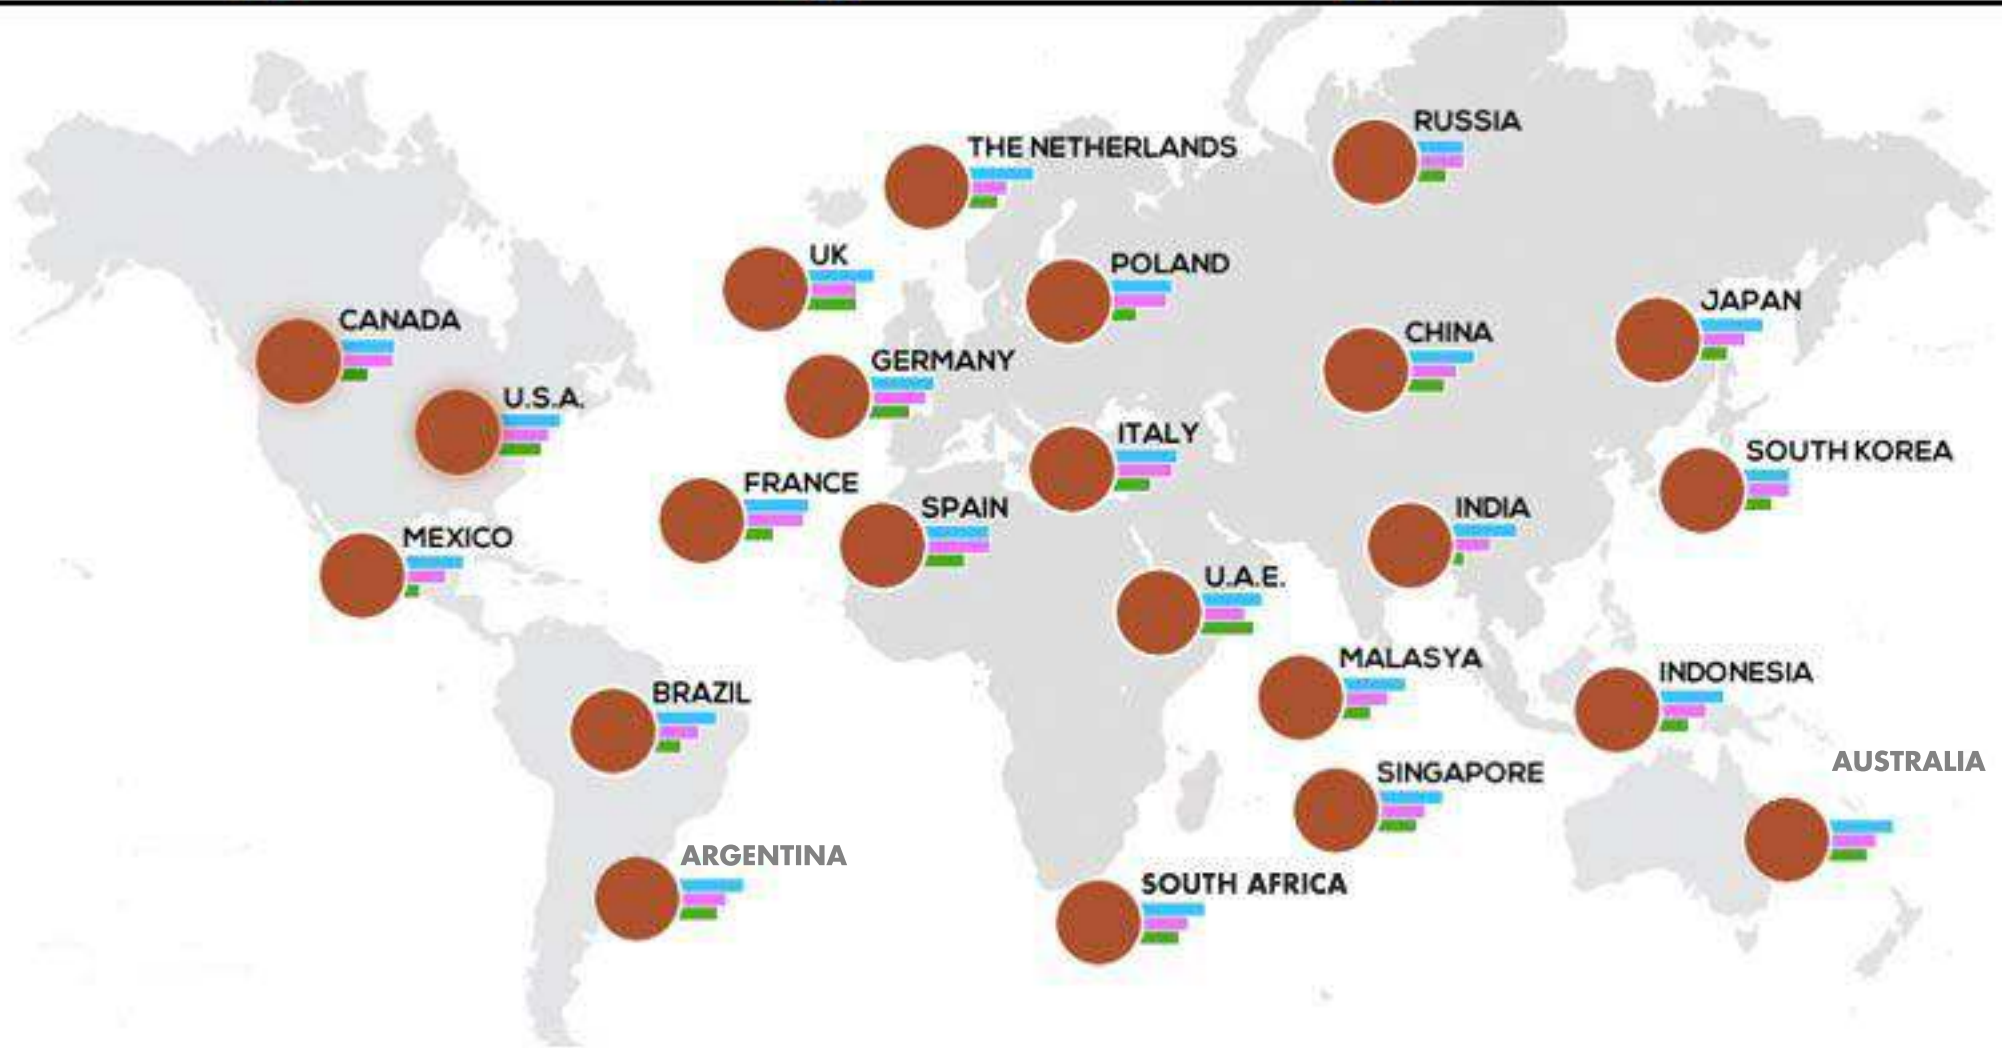 RUSSIA
THE NETHERLANDS
UK
POLAND
JAPAN
CANADA
CHINA
GERMANY
U.S.A.
ITALY
SOUTH KOREA
FRANCE
SPAIN
INDIA
MEXICO
U.A.E.
MALASYA
INDONESIA
BRAZIL
AUSTRALIA
SINGAPORE
ARGENTINA
SOUTH AFRICA